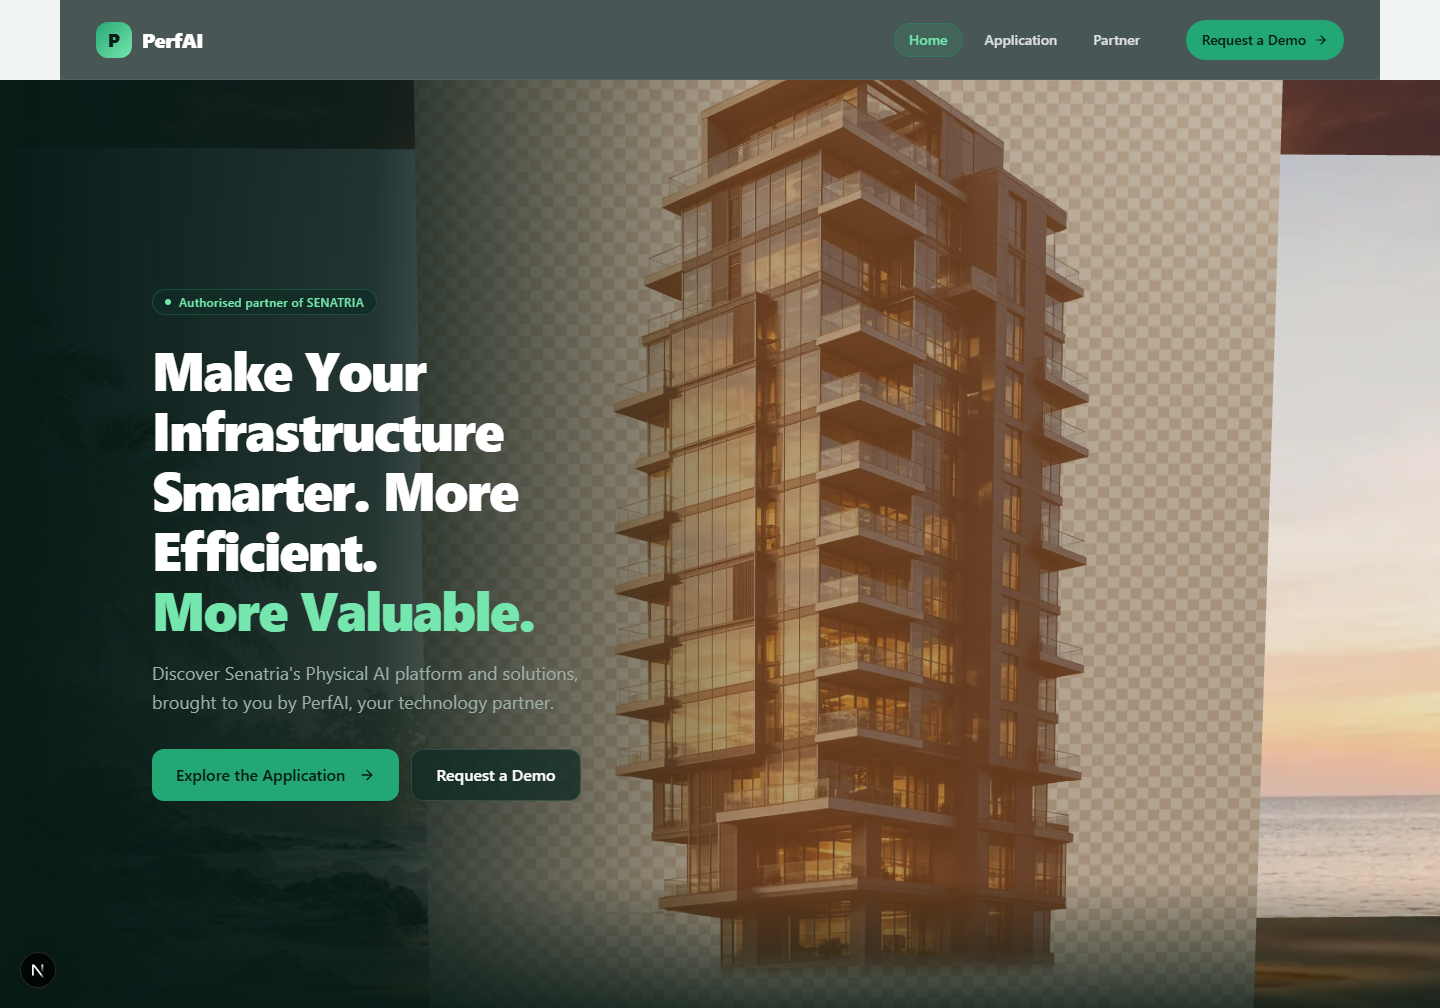 P PerfAI
Home Application Partner Request a Demo →
Authorised partner of SENATRIA
Make Your
Infrastructure
Smarter. More
Efficient.
More Valuable.
Discover Senatria's Physical AI platform and solutions,
brought to you by PerfAI, your technology partner.
Explore the Application →
Request a Demo
N